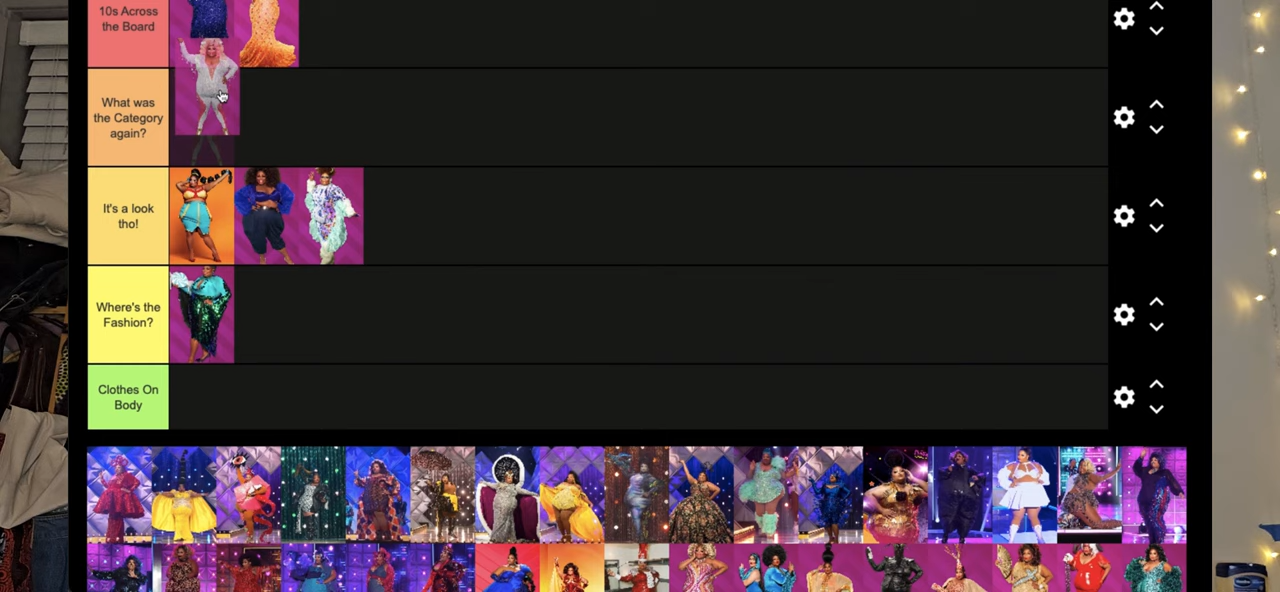 10s Across
the Board
What was
the Category
again?
It's a look
tho!
Where's the
Fashion?
Clothes On
Body